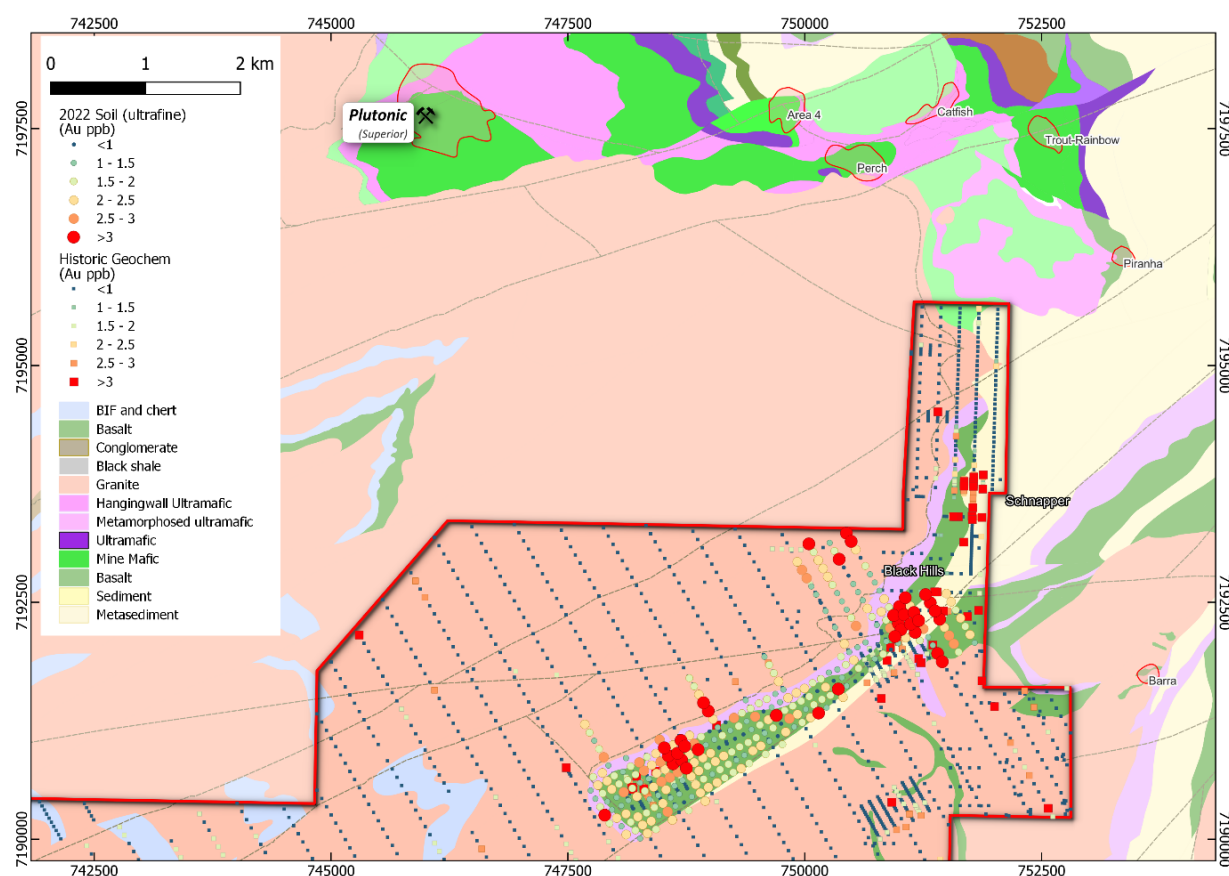 742500 745000 747500 750000 752500
0 1 2 km
2022 Soil (ultrafine)
(Au ppb)
<1
1 - 1.5
1.5 - 2
2 - 2.5
2.5 - 3
>3
Historic Geochem
(Au ppb)
<1
1 - 1.5
1.5 - 2
2 - 2.5
2.5 - 3
>3
BIF and chert
Basalt
Conglomerate
Black shale
Granite
Hangingwall Ultramafic
Metamorphosed ultramafic
Ultramafic
Mine Mafic
Basalt
Sediment
Metasediment
Plutonic
(Superior)
Area 4
Catfish
Trout-Rainbow
Perch
Piranha
Schnapper
Black Hills
Barra
7197500
7195000
7192500
7190000
7197500
7195000
7192500
7190000
742500 745000 747500 750000 752500